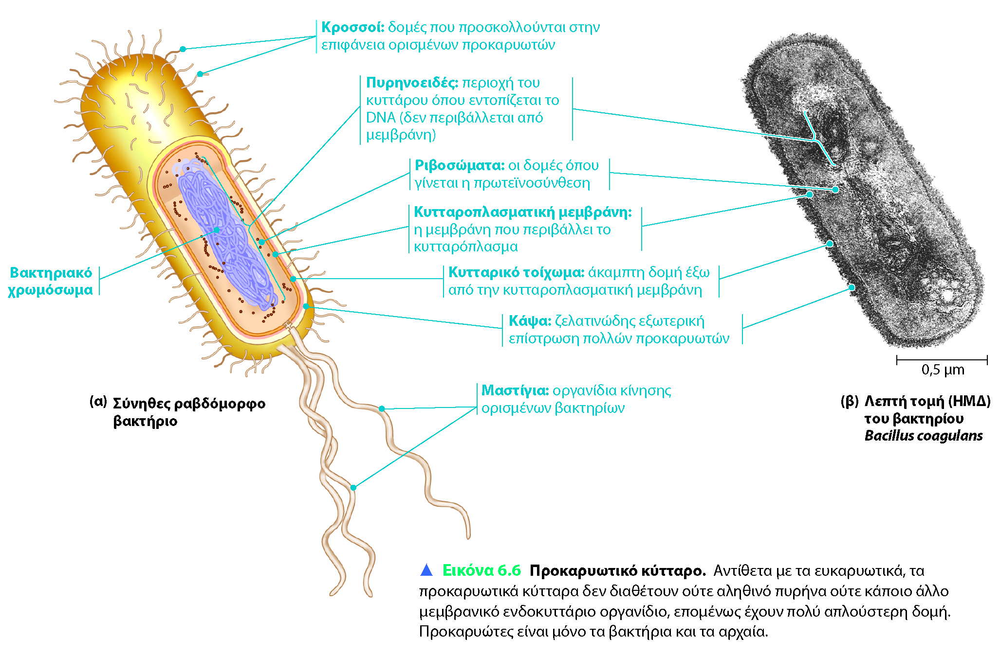 Κροσσοί: δομές που προσκολλούνται στην
επιφάνεια ορισμένων προκαρυωτών
Πυρηνοειδές: περιοχή του
κυττάρου όπου εντοπίζεται το
DNA (δεν περιβάλλεται από
μεμβράνη)
Ριβοσώματα: οι δομές όπου
γίνεται η πρωτεϊνοσύνθεση
Κυτταροπλασματική μεμβράνη:
η μεμβράνη που περιβάλλει το
κυτταρόπλασμα
Βακτηριακό
χρωμόσωμα
Κυτταρικό τοίχωμα: άκαμπτη δομή έξω
από την κυτταροπλασματική μεμβράνη
Κάψα: ζελατινώδης εξωτερική
επίστρωση πολλών προκαρυωτών
0,5 μm
Μαστίγια: οργανίδια κίνησης
ορισμένων βακτηρίων
(α) Σύνηθες ραβδόμορφο
βακτήριο
(β) Λεπτή τομή (ΗΜΔ)
του βακτηρίου
Bacillus coagulans
▲ Εικόνα 6.6 Προκαρυωτικό κύτταρο. Αντίθετα με τα ευκαρυωτικά, τα
προκαρυωτικά κύτταρα δεν διαθέτουν ούτε αληθινό πυρήνα ούτε κάποιο άλλο
μεμβρανικό ενδοκυττάριο οργανίδιο, επομένως έχουν πολύ απλούστερη δομή.
Προκαρυώτες είναι μόνο τα βακτήρια και τα αρχαία.